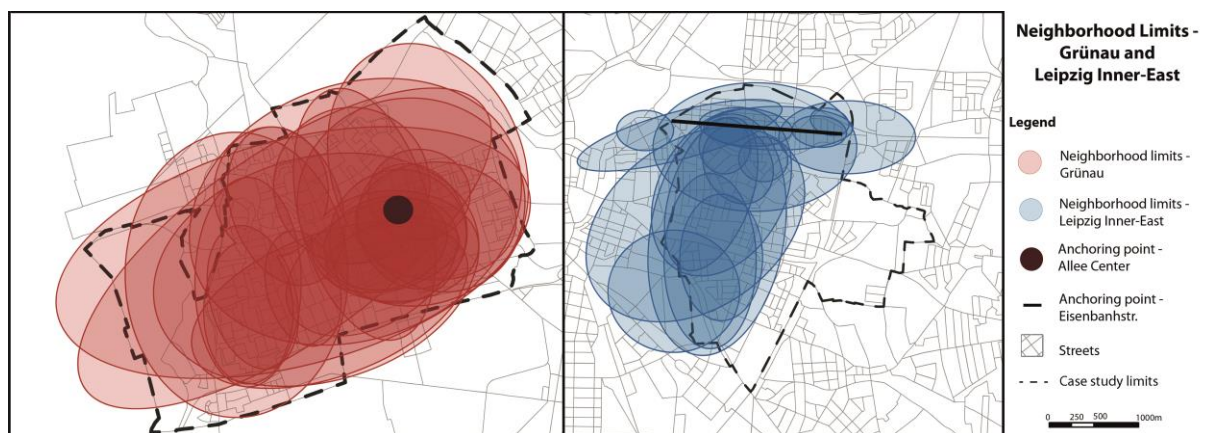 Neighborhood Limits -
Grünau and
Leipzig Inner-East
Legend
Neighborhood limits -
Grünau
Neighborhood limits -
Leipzig Inner-East
Anchoring point -
Allee Center
Anchoring point -
Eisenbanhstr.
Streets
Case study limits
0 250 500 1000m